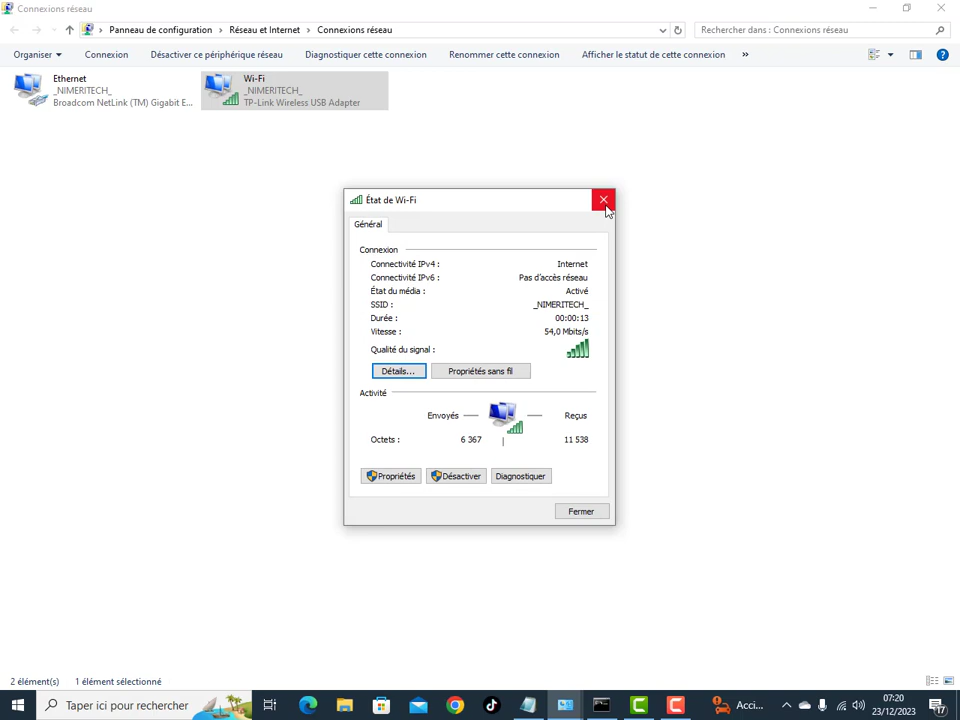 Connexions réseau
Panneau de configuration > Réseau et Internet > Connexions réseau
Rechercher dans : Connexions réseau
Organiser Connexion Désactiver ce périphérique réseau Diagnostiquer cette connexion Renommer cette connexion Afficher le statut de cette connexion »
Ethernet
_NIMERITECH_
Broadcom NetLink (TM) Gigabit E...
Wi-Fi
_NIMERITECH_
TP-Link Wireless USB Adapter
État de Wi-Fi
Général
Connexion
Connectivité IPv4 : Internet
Connectivité IPv6 : Pas d'accès réseau
État du média : Activé
SSID : _NIMERITECH_
Durée : 00:00:13
Vitesse : 54,0 Mbits/s
Qualité du signal :
Détails... Propriétés sans fil
Activité
Envoyés Reçus
Octets : 6 367 11 538
Propriétés Désactiver Diagnostiquer
Fermer
2 élément(s) 1 élément sélectionné
Taper ici pour rechercher
Acci...
07:20
23/12/2023
17